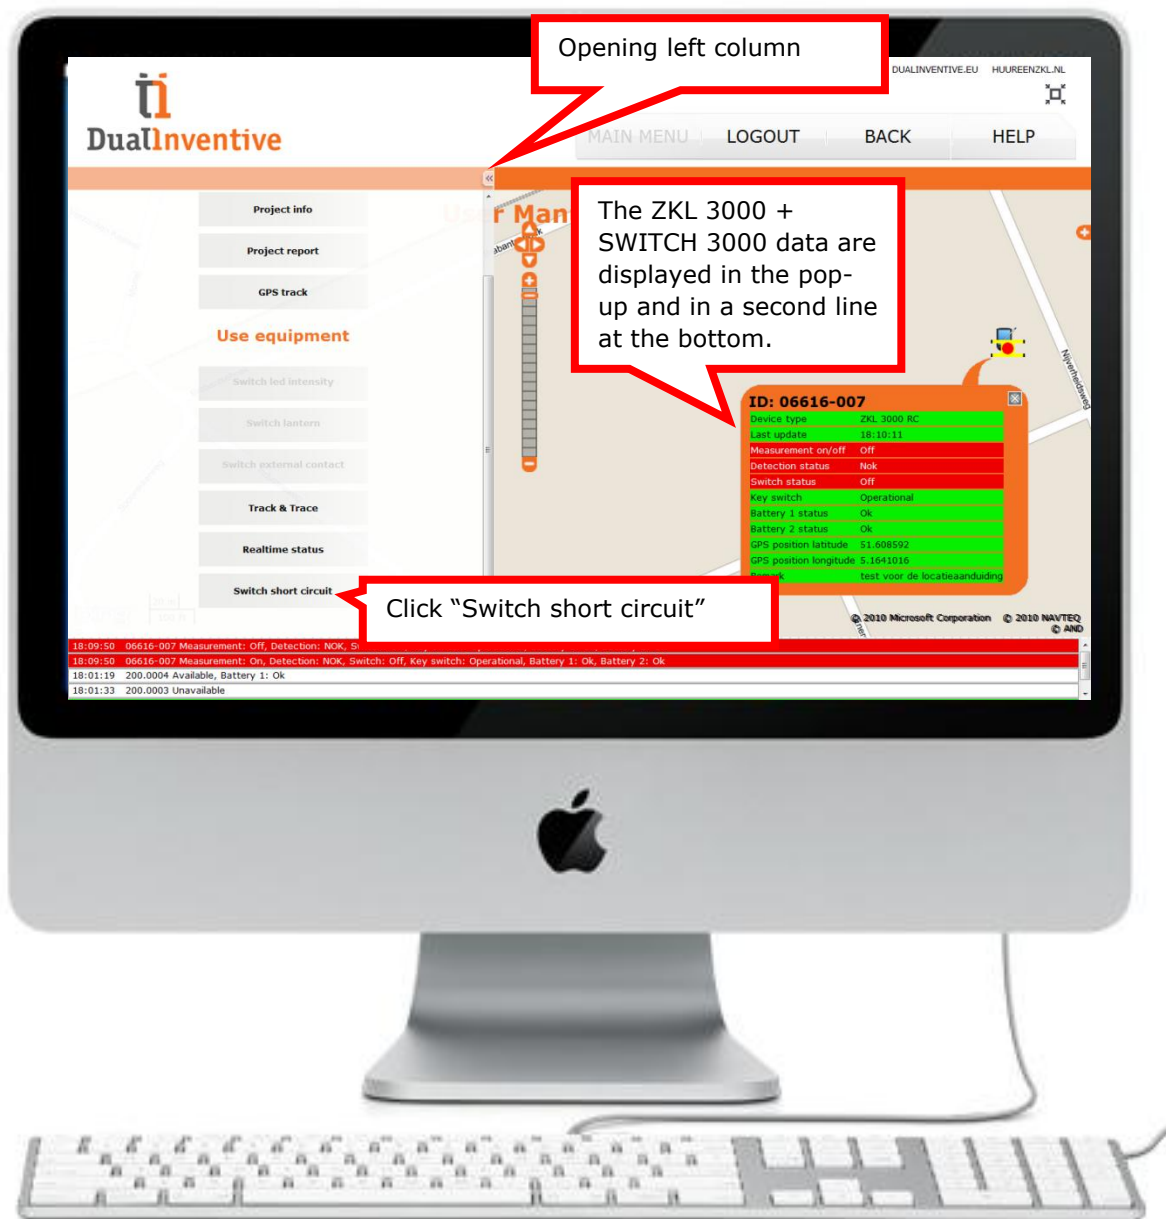 Opening left column
DUALINVENTIVE.EU HUUREENZKL.NL
DualInventive
MAIN MENU LOGOUT BACK HELP
User Man
Project info
Project report
GPS track
Use equipment
Switch led intensity
Switch lantern
Switch external contact
Track & Trace
Realtime status
Switch short circuit
The ZKL 3000 +
SWITCH 3000 data are
displayed in the pop-
up and in a second line
at the bottom.
Nijverheidsweg
ID: 06616-007
Device type ZKL 3000 RC
Last update 18:10:11
Measurement on/off Off
Detection status Nok
Switch status Off
Key switch Operational
Battery 1 status Ok
Battery 2 status Ok
GPS position latitude 51.608592
GPS position longitude 5.1641016
Remark test voor de locatieaanduiding
Click “Switch short circuit”
© 2010 Microsoft Corporation © 2010 NAVTEQ
© AND
18:09:50 06616-007 Measurement: Off, Detection: NOK,
18:09:50 06616-007 Measurement: On, Detection: NOK, Switch: Off, Key switch: Operational, Battery 1: Ok, Battery 2: Ok
18:01:19 200.0004 Available, Battery 1: Ok
18:01:33 200.0003 Unavailable